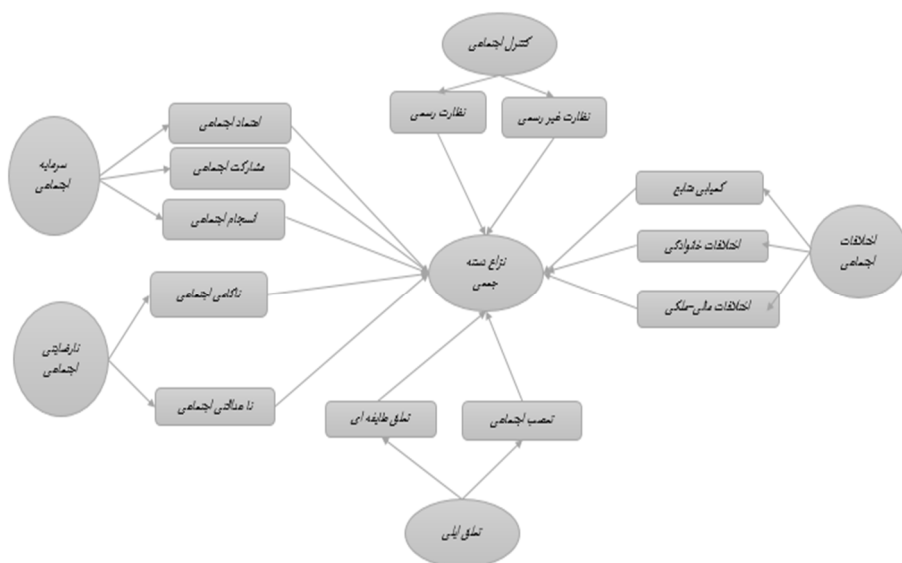 کنترل اجتماعی
نظارت رسمی
نظارت غیر رسمی
سرمایه
اجتماعی
اعتماد اجتماعی
مشارکت اجتماعی
انسجام اجتماعی
کمیابی منابع
اختلافات خانوادگی
اختلافات مالی-ملکی
اختلافات
اجتماعی
نزاع دسته
جمعی
نارضایتی
اجتماعی
ناکامی اجتماعی
نا عدالتی اجتماعی
تعلق طایفه ای
تعصب اجتماعی
تعلق ایلی